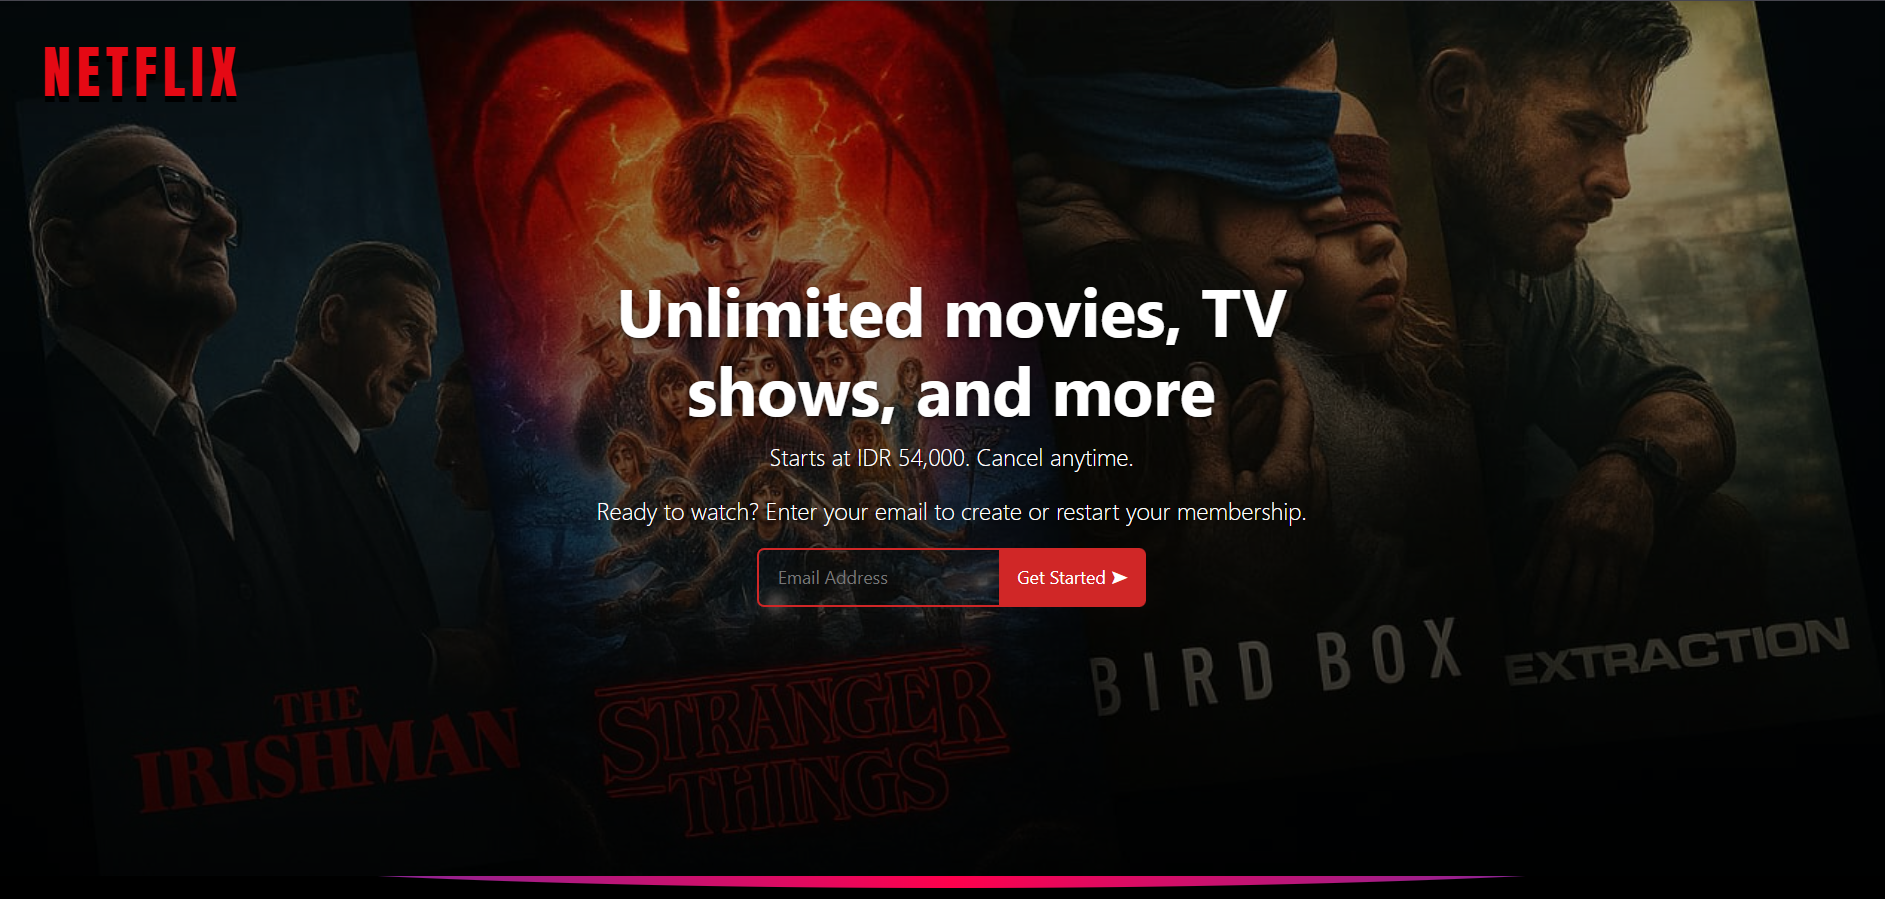 NETFLIX
Unlimited movies, TV
shows, and more
Starts at IDR 54,000. Cancel anytime.
Ready to watch? Enter your email to create or restart your membership.
Email Address
Get Started ➤
THE
IRISHMAN
STRANGER
THINGS
BIRD BOX
EXTRACTION